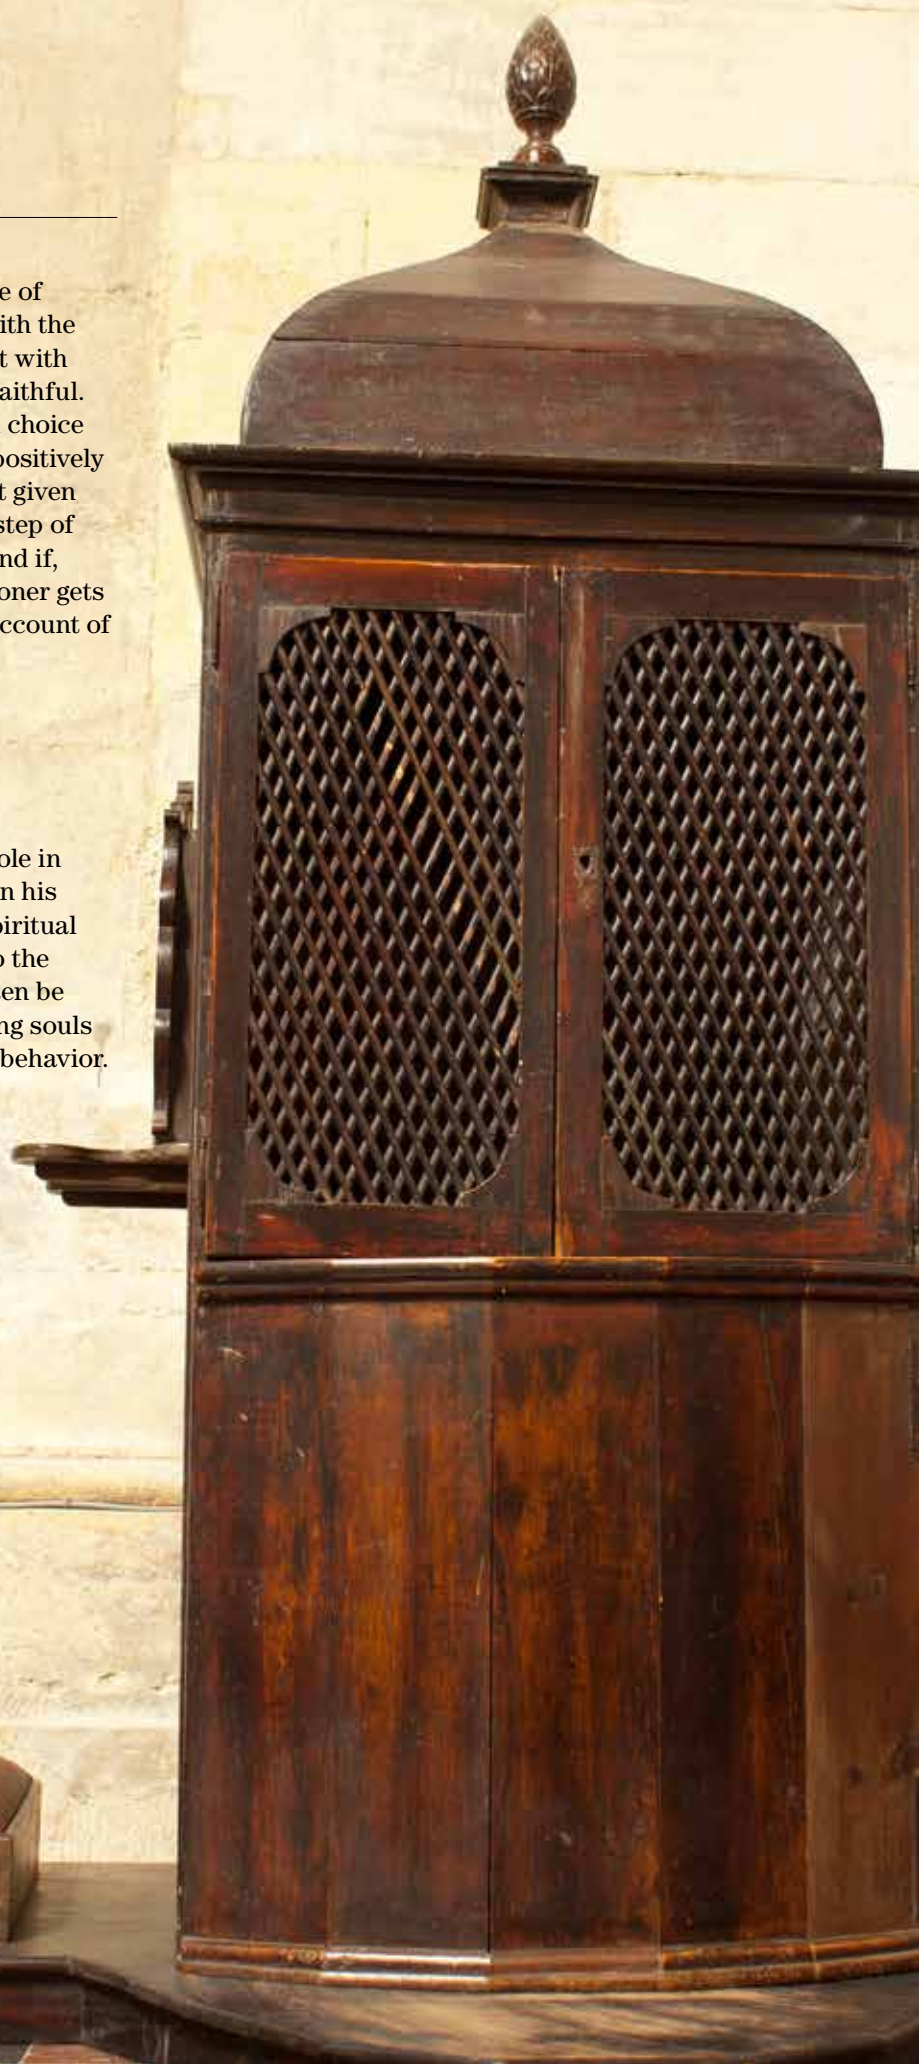 e of
ith the
t with
aithful.
choice
positively
t given
step of
nd if,
oner gets
ccount of
ole in
n his
piritual
o the
en be
ng souls
behavior.